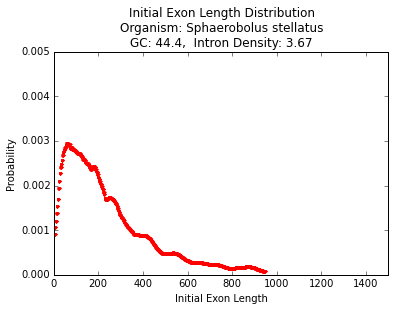 Initial Exon Length Distribution
Organism: Sphaerobolus stellatus
GC: 44.4,  Intron Density: 3.67
0.005
0.004
0.003
0.002
0.001
0.000
Probability
0
200
400
600
800
1000
1200
1400
Initial Exon Length